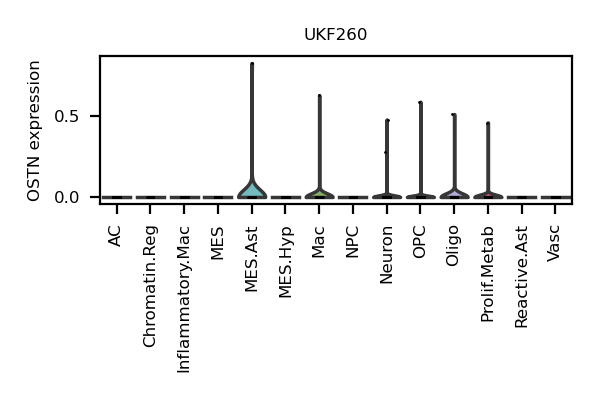 UKF260
OSTN expression
0.5
0.0
AC
Chromatin.Reg
Inflammatory.Mac
MES
MES.Ast
MES.Hyp
Mac
NPC
Neuron
OPC
Oligo
Prolif.Metab
Reactive.Ast
Vasc